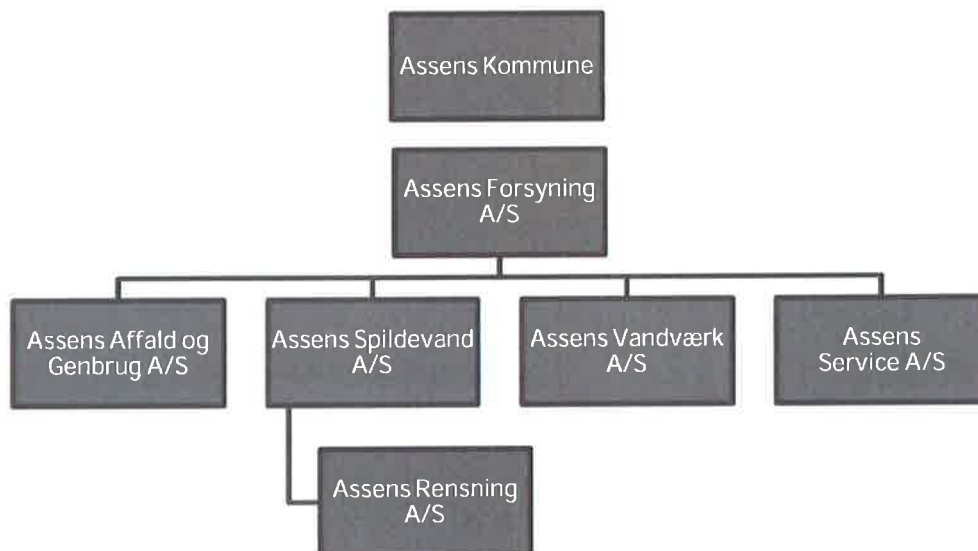 Assens Kommune
Assens Forsyning
A/S
Assens Affald og
Genbrug A/S
Assens Spildevand
A/S
Assens Vandværk
A/S
Assens
Service A/S
Assens Rensning
A/S